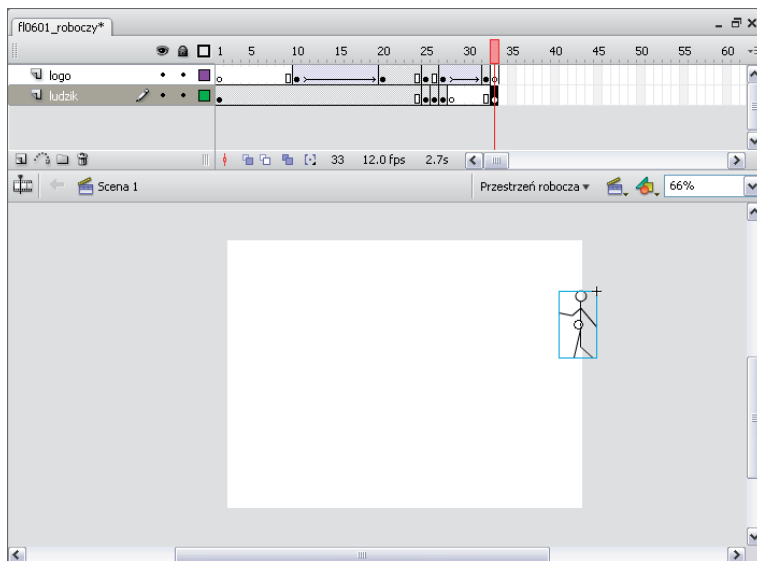 fl0601_roboczy*
1 5 10 15 20 25 30 35 40 45 50 55 60
logo
ludzik
33 12.0 fps 2.7s
Scena 1 Przestrzeń robocza 66%